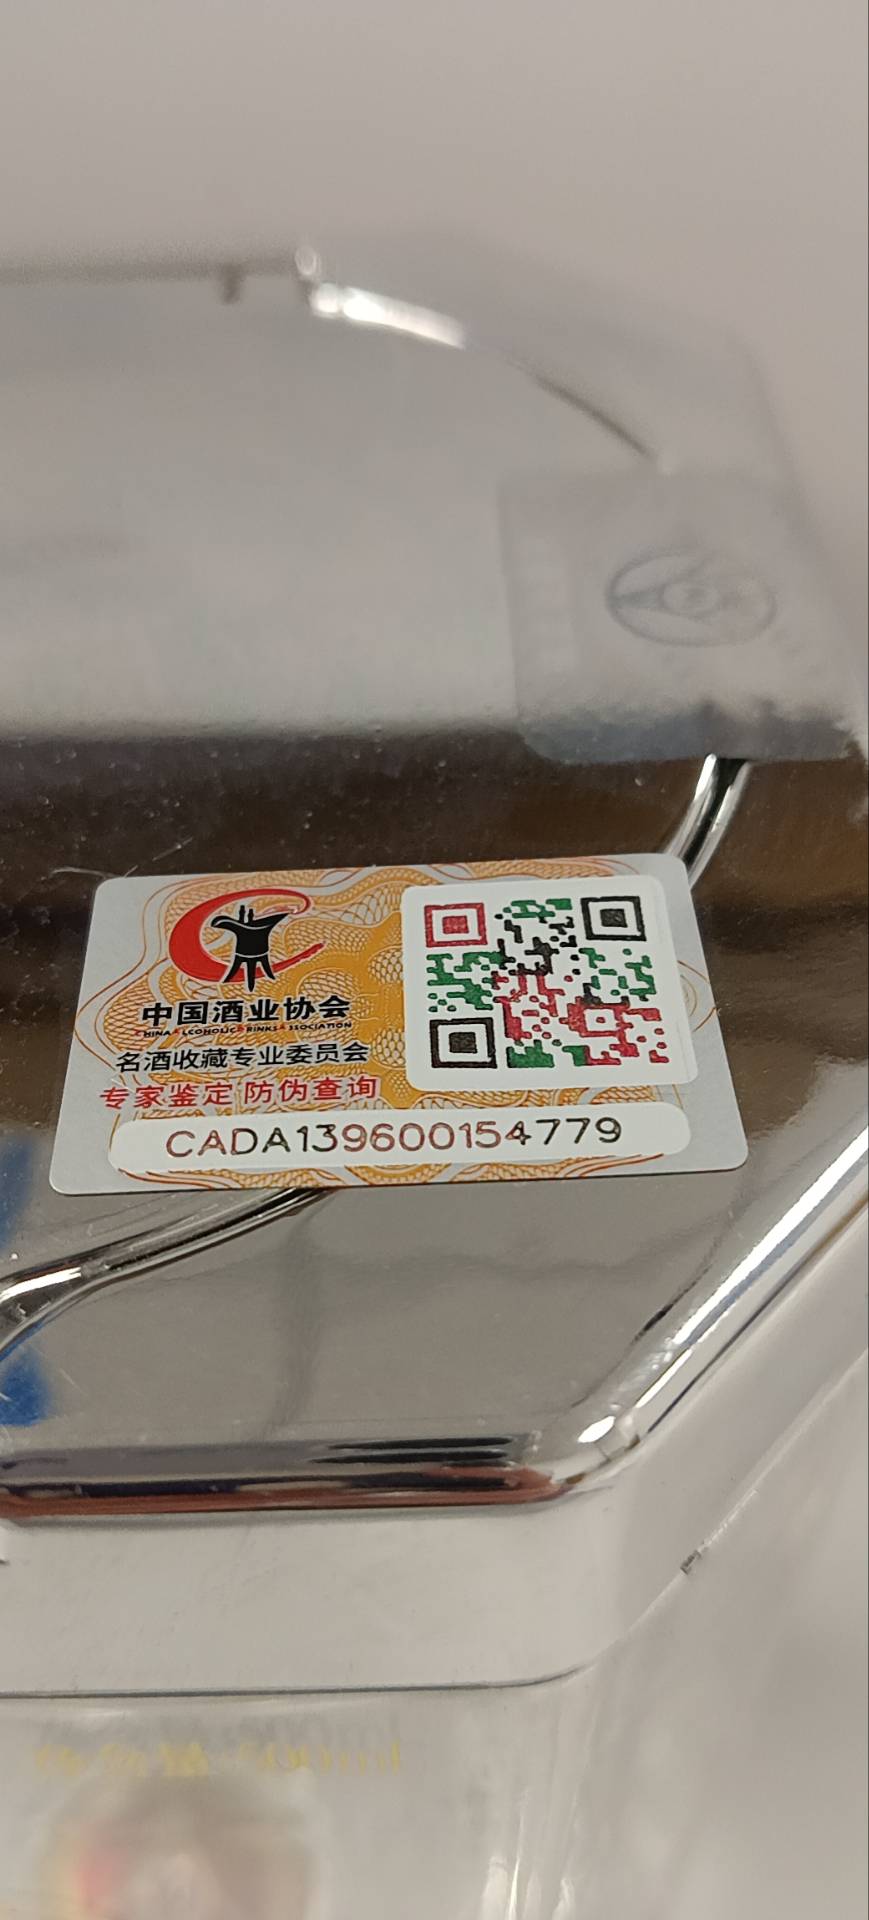 中国酒业协会
CHINA ALCOHOLIC DRINKS ASSOCIATION
名酒收藏专业委员会
专家鉴定 防伪查询
CADA139600154779